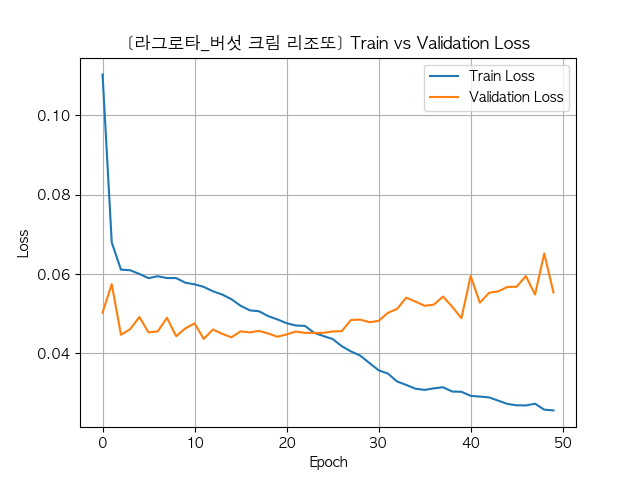 [라그로타_버섯 크림 리조또] Train vs Validation Loss
Train Loss
Validation Loss
Loss
0.10
0.08
0.06
0.04
0
10
20
30
40
50
Epoch